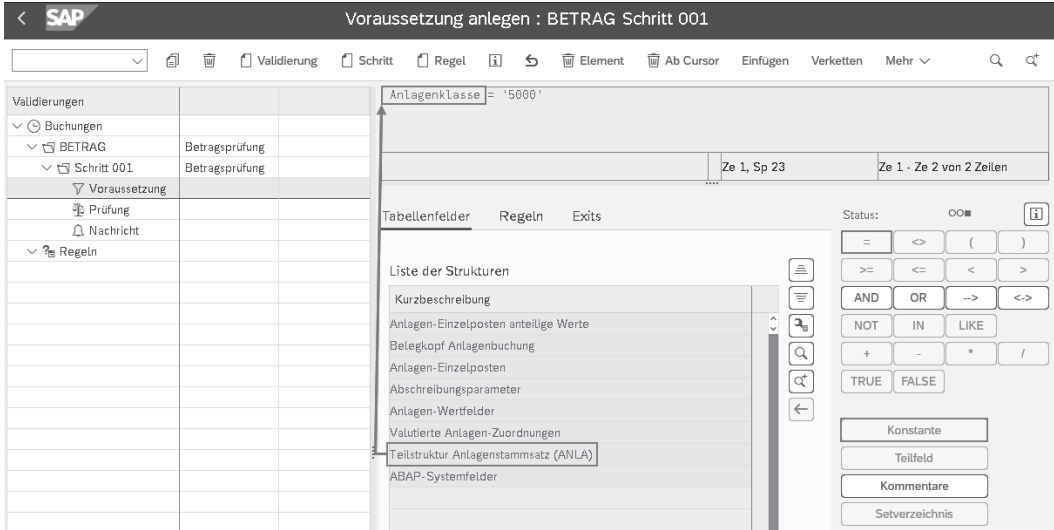 SAP Voraussetzung anlegen : BETRAG Schritt 001
Validierung Schritt Regel Element Ab Cursor Einfügen Verketten Mehr
Validierungen
Buchungen
BETRAG Betragsprüfung
Schritt 001 Betragsprüfung
Voraussetzung
Prüfung
Nachricht
Regeln
Anlagenklasse = '5000'
Ze 1, Sp 23 Ze 1 - Ze 2 von 2 Zeilen
Tabellenfelder Regeln Exits
Liste der Strukturen
Kurzbeschreibung
Anlagen-Einzelposten anteilige Werte
Belegkopf Anlagenbuchung
Anlagen-Einzelposten
Abschreibungsparameter
Anlagen-Wertfelder
Valutierte Anlagen-Zuordnungen
Teilstruktur Anlagenstammsatz (ANLA)
ABAP-Systemfelder
Status:
= <> ( )
>= <= < >
AND OR --> <->
NOT IN LIKE
+ - * /
TRUE FALSE
Konstante
Teilfeld
Kommentare
Setverzeichnis